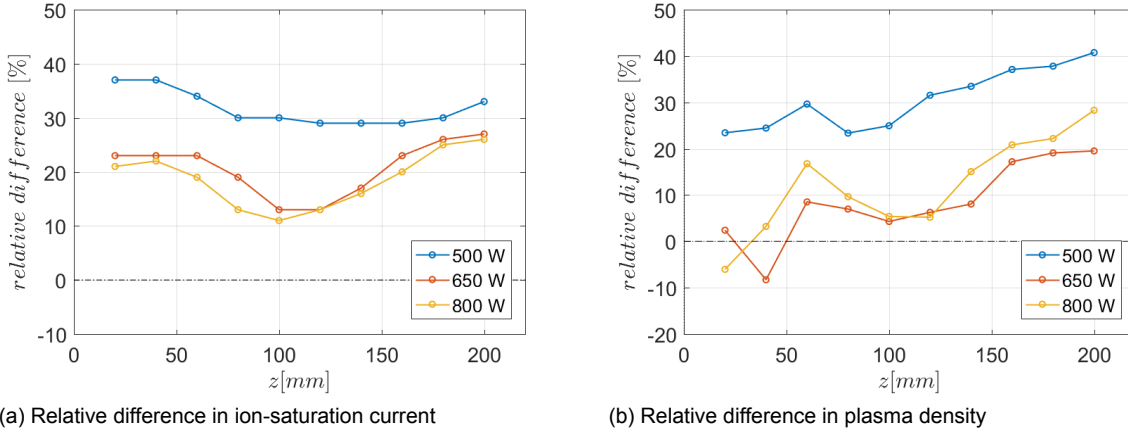 50
40
30
20
10
0
-10
relative difference [%]
0 50 100 150 200
z[mm]
500 W
650 W
800 W
(a) Relative difference in ion-saturation current
50
40
30
20
10
0
-10
-20
relative difference [%]
0 50 100 150 200
z[mm]
500 W
650 W
800 W
(b) Relative difference in plasma density